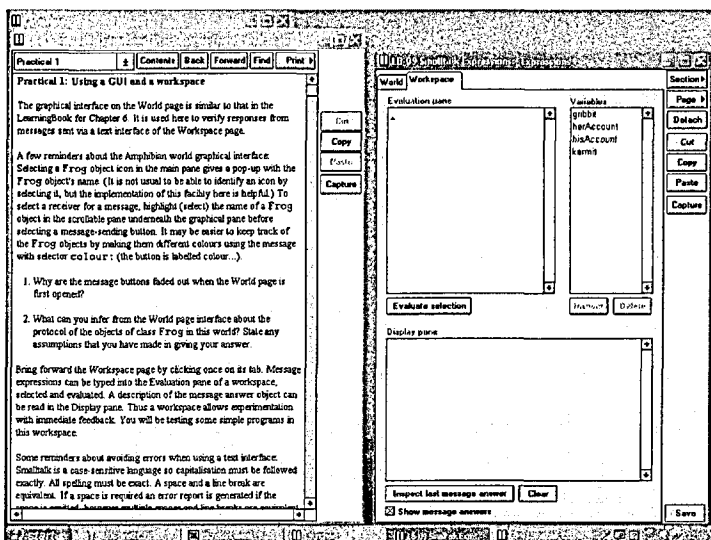 Practical 1
Contents
Back
Forward
Find
Print
Practical 1: Using a GUI and a workspace
The graphical interface on the World page is similar to that in the
LearningBook for Chapter 6. It is used here to verify responses from
messages sent via a text interface of the Workspace page.
A few reminders about the Amphibian world graphical interface:
Selecting a Frog object icon in the main pane gives a pop-up with the
Frog object's name (It is not usual to be able to identify an icon by
selecting it, but the implementation of this facility here is helpful.) To
select a receiver for a message, highlight (select) the name of a Frog
object in the scrollable pane underneath the graphical pane before
selecting a message-sending button. It may be easier to keep track of
the Frog objects by making them different colours using the message
with selector colour: (the button is labelled colour...).
1. Why are the message buttons faded out when the World page is
first opened?
2. What can you infer from the World page interface about the
protocol of the objects of class Frog in this world? State any
assumptions that you have made in giving your answer.
Bring forward the Workspace page by clicking once on its tab. Message
expressions can be typed into the Evaluation pane of a workspace,
selected and evaluated. A description of the message answer object can
be read in the Display pane. Thus a workspace allows experimentation
with immediate feedback. You will be testing some simple programs in
this workspace.
Some reminders about avoiding errors when using a text interface:
Smalltalk is a case-sensitive language so capitalisation must be followed
exactly. All spelling must be exact. A space and a line break are
equivalent. If a space is required an error report is generated if the
Cut
Copy
Paste
Capture
World
Workspace
Evaluation pane
Variables
gribbit
herAccount
hisAccount
kermit
Evaluate selection
Inspect
Delete
Display pane
Inspect last message answer
Clear
Show message answers
Section
Page
Detach
Cut
Copy
Paste
Capture
Save